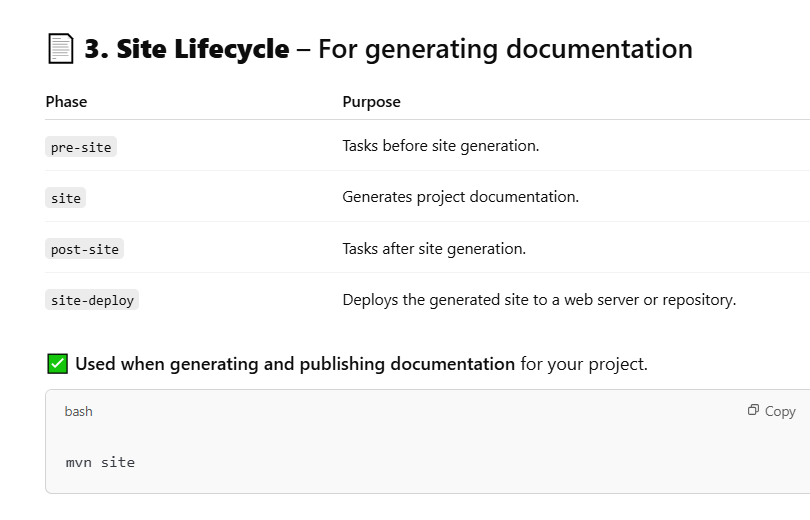 📄 3. Site Lifecycle – For generating documentation
Phase Purpose
pre-site Tasks before site generation.
site Generates project documentation.
post-site Tasks after site generation.
site-deploy Deploys the generated site to a web server or repository.
✅ Used when generating and publishing documentation for your project.
bash Copy
mvn site